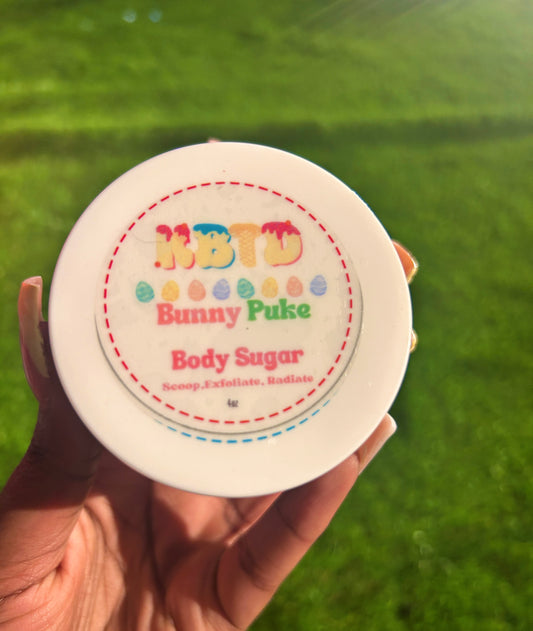 KBTD
Bunny Puke
Body Sugar
Scoop,Exfoliate, Radiate
4oz